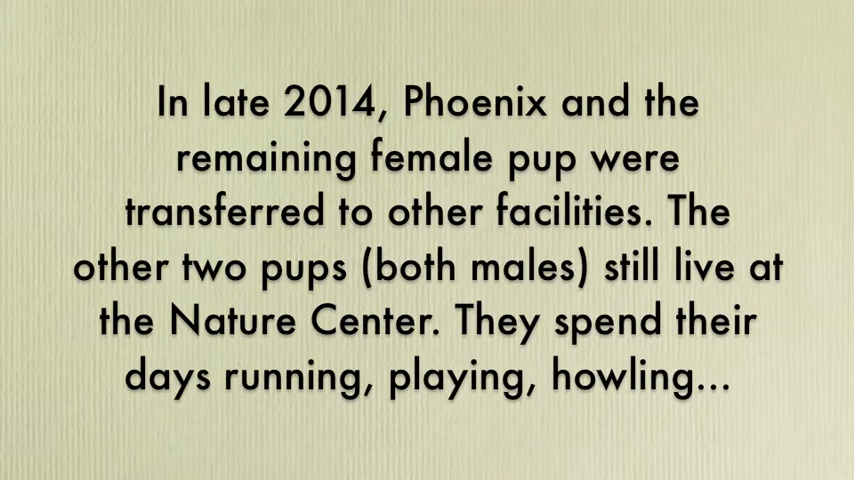 In late 2014, Phoenix and the
remaining female pup were
transferred to other facilities. The
other two pups (both males) still live at
the Nature Center. They spend their
days running, playing, howling...